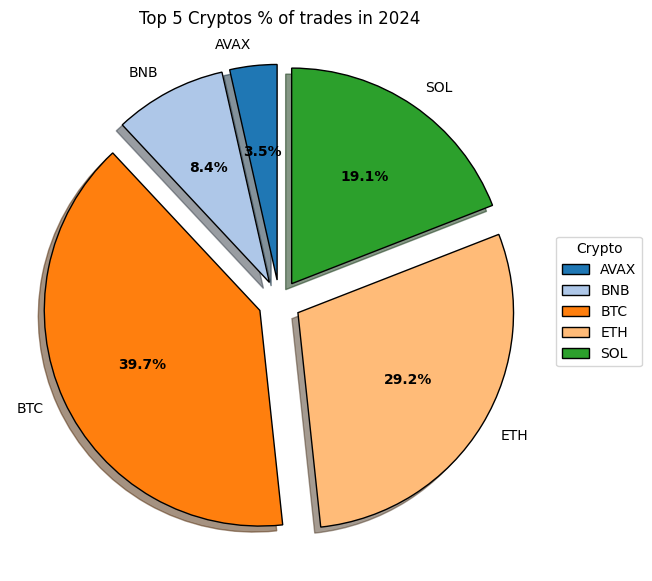 Top 5 Cryptos % of trades in 2024
AVAX
BNB
SOL
3.5%
8.4%
19.1%
39.7%
29.2%
BTC
ETH
Crypto
AVAX
BNB
BTC
ETH
SOL